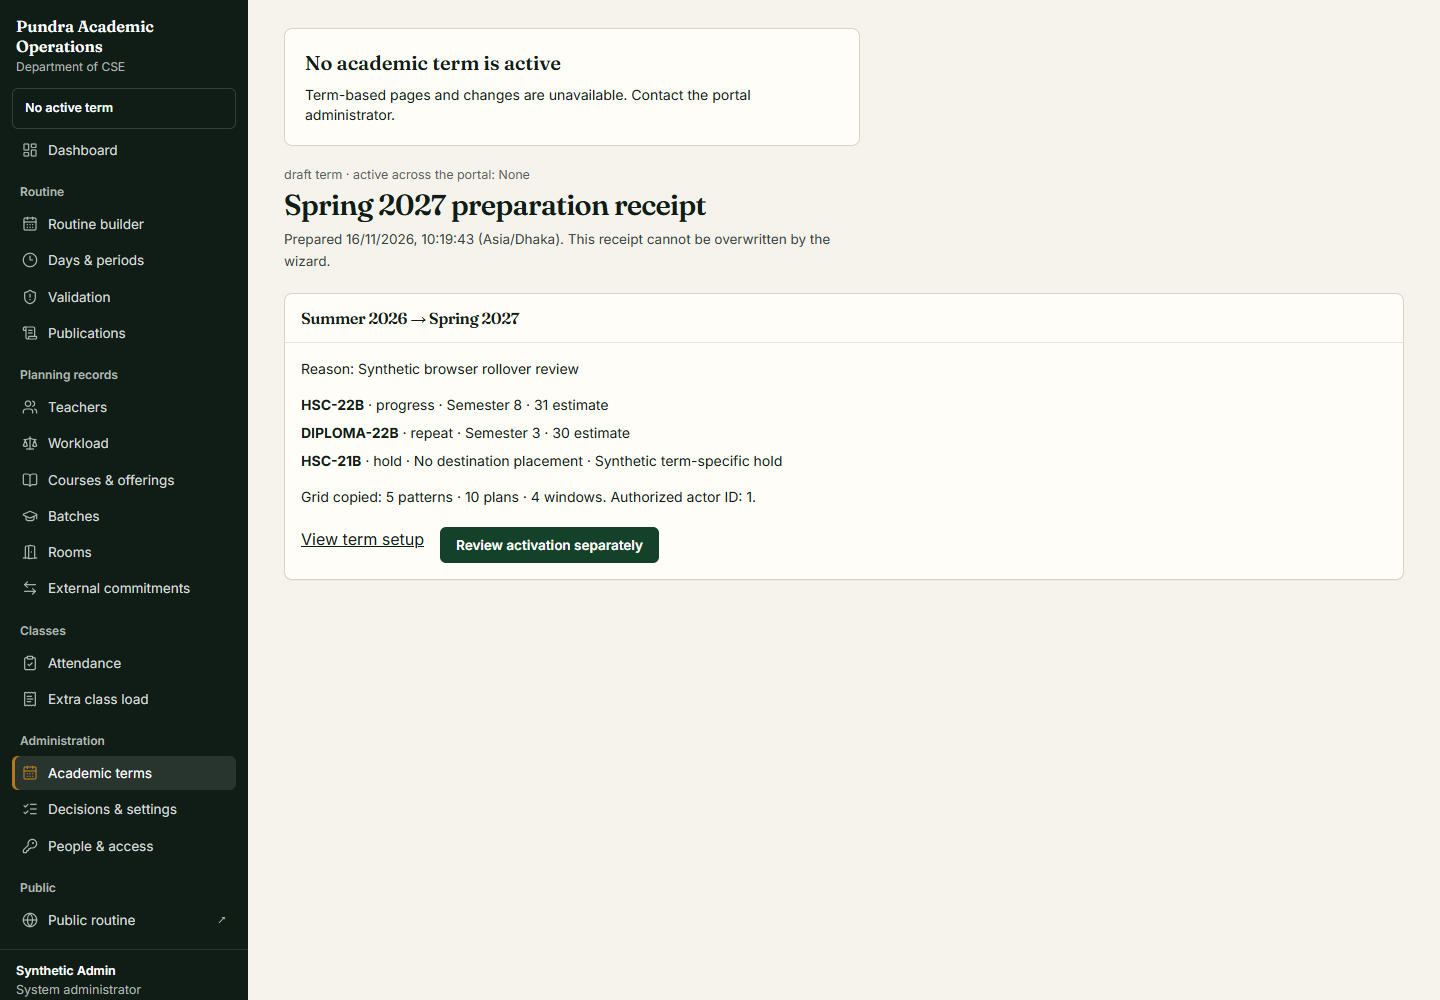 Pundra Academic
Operations
Department of CSE
No active term
Dashboard
Routine
Routine builder
Days & periods
Validation
Publications
Planning records
Teachers
Workload
Courses & offerings
Batches
Rooms
External commitments
Classes
Attendance
Extra class load
Administration
Academic terms
Decisions & settings
People & access
Public
Public routine ↗
Synthetic Admin
System administrator
No academic term is active
Term-based pages and changes are unavailable. Contact the portal
administrator.
draft term · active across the portal: None
Spring 2027 preparation receipt
Prepared 16/11/2026, 10:19:43 (Asia/Dhaka). This receipt cannot be overwritten by the
wizard.
Summer 2026 → Spring 2027
Reason: Synthetic browser rollover review
HSC-22B · progress · Semester 8 · 31 estimate
DIPLOMA-22B · repeat · Semester 3 · 30 estimate
HSC-21B · hold · No destination placement · Synthetic term-specific hold
Grid copied: 5 patterns · 10 plans · 4 windows. Authorized actor ID: 1.
View term setup
Review activation separately